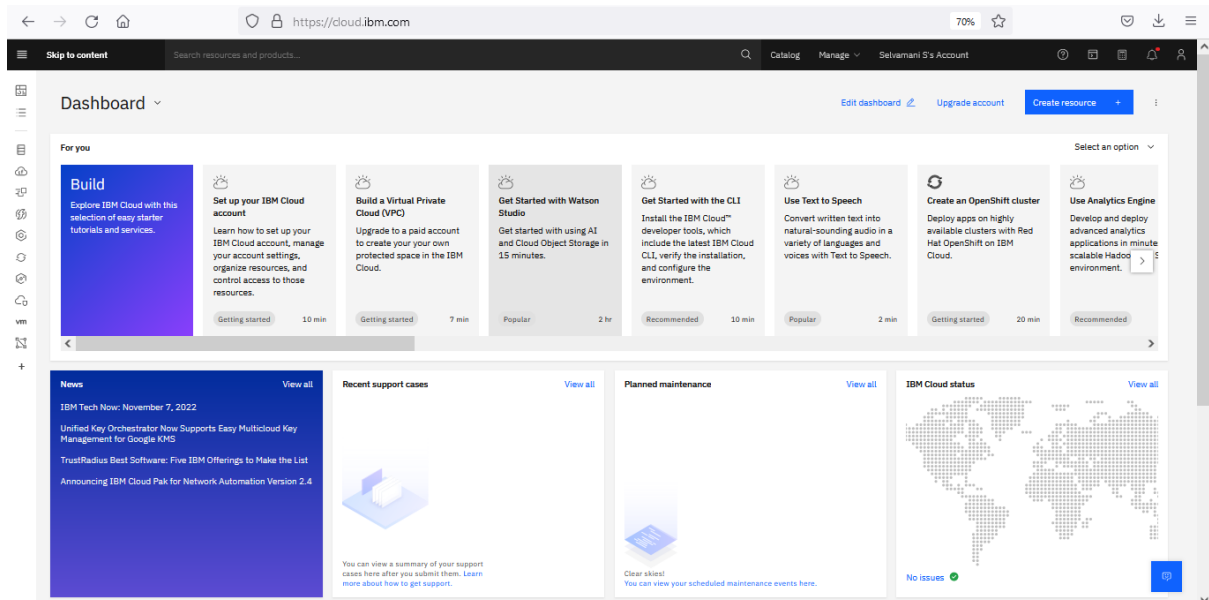 https://cloud.ibm.com
70%
Skip to content
Search resources and products...
Catalog
Manage
Selvamani S's Account
Dashboard
Edit dashboard
Upgrade account
Create resource +
For you
Select an option
Build
Explore IBM Cloud with this
selection of easy starter
tutorials and services.
Set up your IBM Cloud
account
Learn how to set up your
IBM Cloud account, manage
your account settings,
organize resources, and
control access to those
resources.
Getting started
10 min
Build a Virtual Private
Cloud (VPC)
Upgrade to a paid account
to create your your own
protected space in the IBM
Cloud.
Getting started
7 min
Get Started with Watson
Studio
Get started with using AI
and Cloud Object Storage in
15 minutes.
Popular
2 hr
Get Started with the CLI
Install the IBM Cloud™
developer tools, which
include the latest IBM Cloud
CLI, verify the installation,
and configure the
environment.
Recommended
10 min
Use Text to Speech
Convert written text into
natural-sounding audio in a
variety of languages and
voices with Text to Speech.
Popular
2 min
Create an OpenShift cluster
Deploy apps on highly
available clusters with Red
Hat OpenShift on IBM
Cloud.
Getting started
20 min
Use Analytics Engine
Develop and deploy
advanced analytics
applications in minute
scalable
environment.
Recommended
vm
News
View all
IBM Tech Now: November 7, 2022
Unified Key Orchestrator Now Supports Easy Multicloud Key
Management for Google KMS
TrustRadius Best Software: Five IBM Offerings to Make the List
Announcing IBM Cloud Pak for Network Automation Version 2.4
Recent support cases
View all
You can view a summary of your support
cases here after you submit them. Learn
more about how to get support.
Planned maintenance
View all
Clear skies!
You can view your scheduled maintenance events here.
IBM Cloud status
View all
No issues